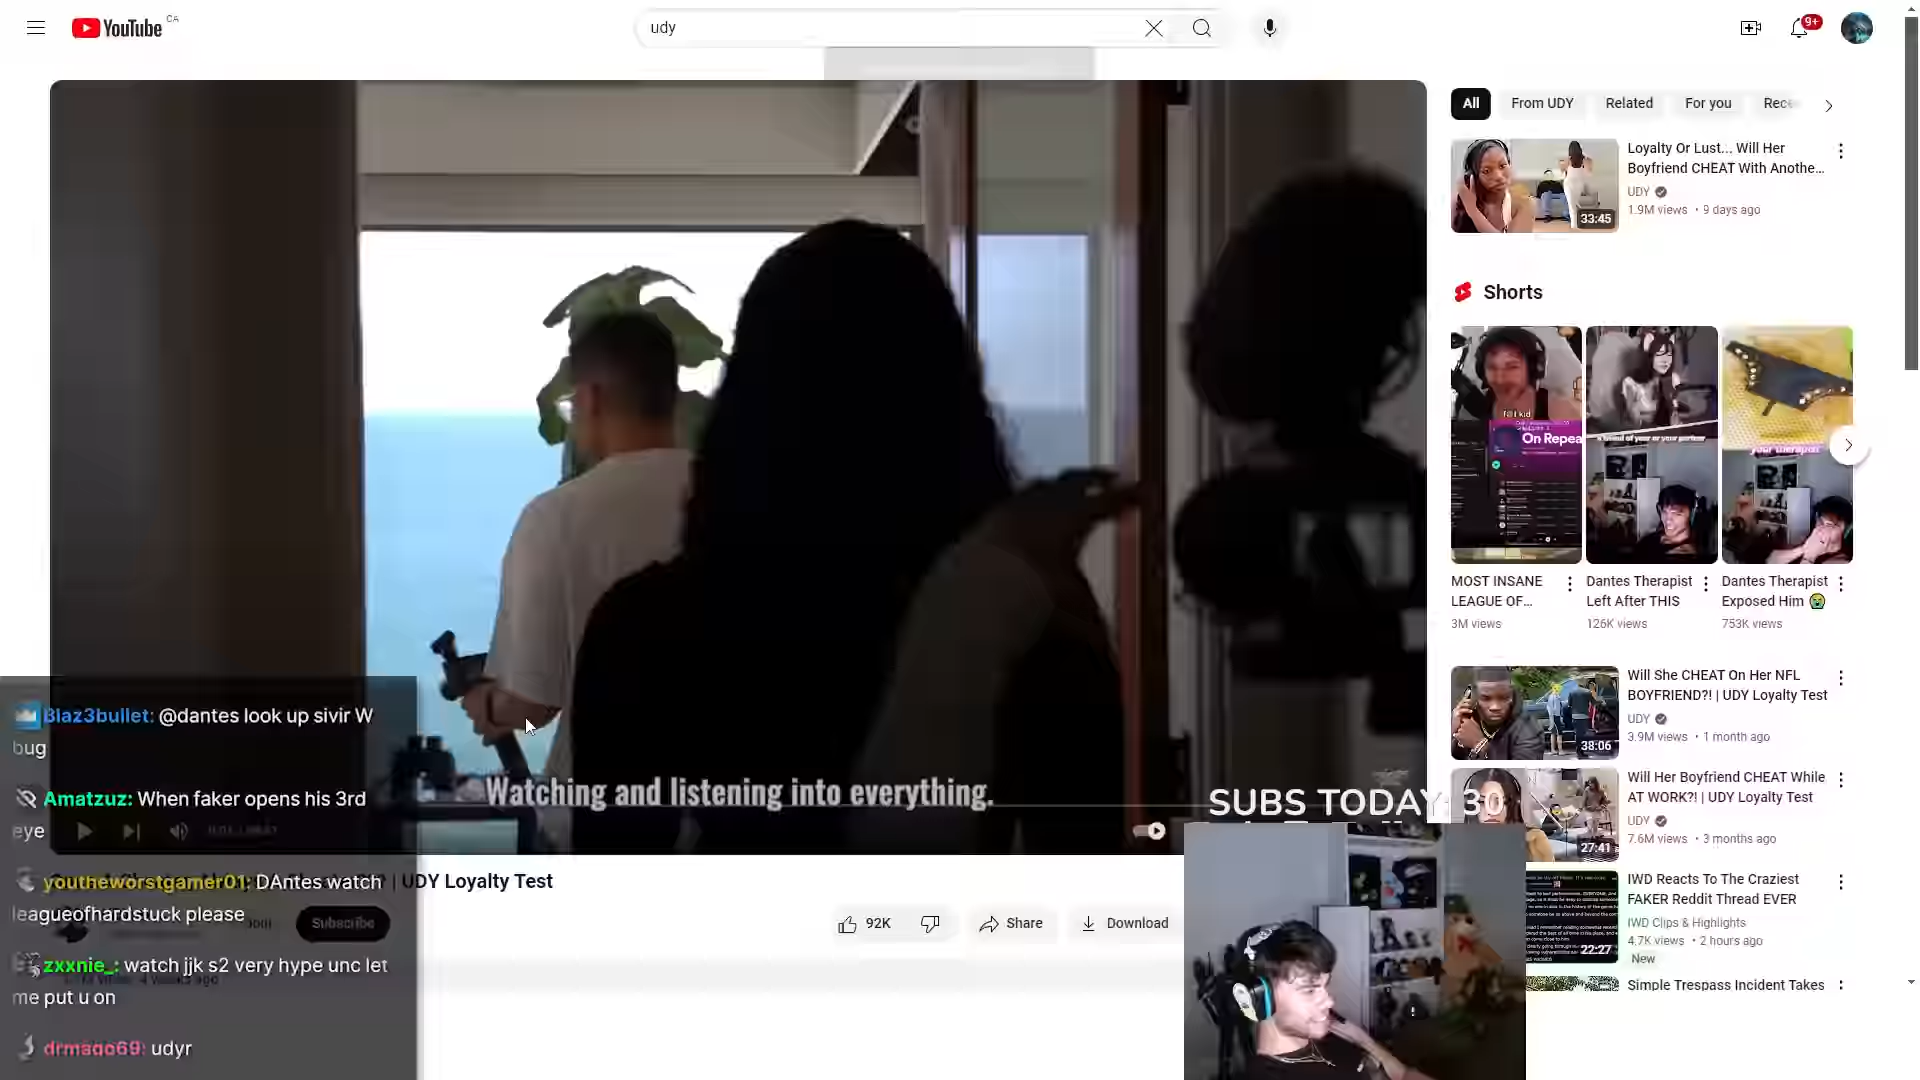 YouTube CA
udy
9+
All
From UDY
Related
For you
Loyalty Or Lust... Will Her
Boyfriend CHEAT With Anothe...
UDY
1.9M views • 9 days ago
33:45
Shorts
On Repea
MOST INSANE
LEAGUE OF...
3M views
Dantes Therapist
Left After THIS
126K views
Dantes Therapist
Exposed Him 😭
753K views
Will She CHEAT On Her NFL
BOYFRIEND?! | UDY Loyalty Test
UDY
3.9M views • 1 month ago
38:06
Will Her Boyfriend CHEAT While
AT WORK?! | UDY Loyalty Test
UDY
7.6M views • 3 months ago
27:41
IWD Reacts To The Craziest
FAKER Reddit Thread EVER
IWD Clips & Highlights
4.7K views • 2 hours ago
New
22:27
Simple Trespass Incident Takes
Watching and listening into everything.
SUBS TODAY: 30
UDY Loyalty Test
Subscribe
92K
Share
Download
Blaz3bullet: @dantes look up sivir W
bug
Amatzuz: When faker opens his 3rd
eye
youtheworstgamer01: DAntes watch
leagueofhardstuck please
zxxnie_: watch jjk s2 very hype unc let
me put u on
drmago69: udyr